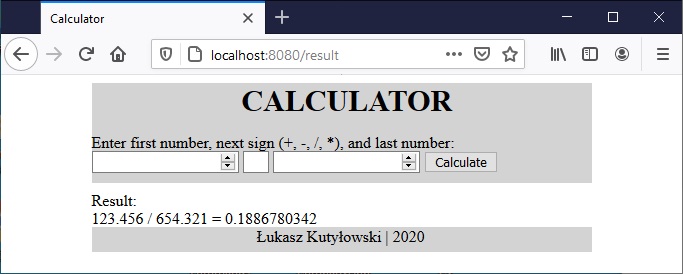 Calculator
localhost:8080/result
CALCULATOR
Enter first number, next sign (+, -, /, *), and last number:
Calculate
Result:
123.456 / 654.321 = 0.1886780342
Łukasz Kutyłowski | 2020